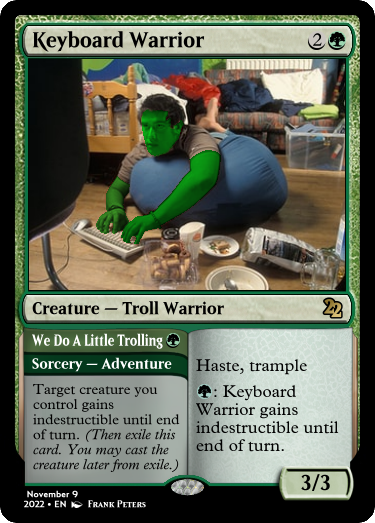 Keyboard Warrior 2
Creature — Troll Warrior
We Do A Little Trolling
Sorcery — Adventure
Target creature you
control gains
indestructible until end
of turn. (Then exile this
card. You may cast the
creature later from exile.)
Haste, trample
: Keyboard
Warrior gains
indestructible until
end of turn.
3/3
November 9
2022 • EN Frank Peters